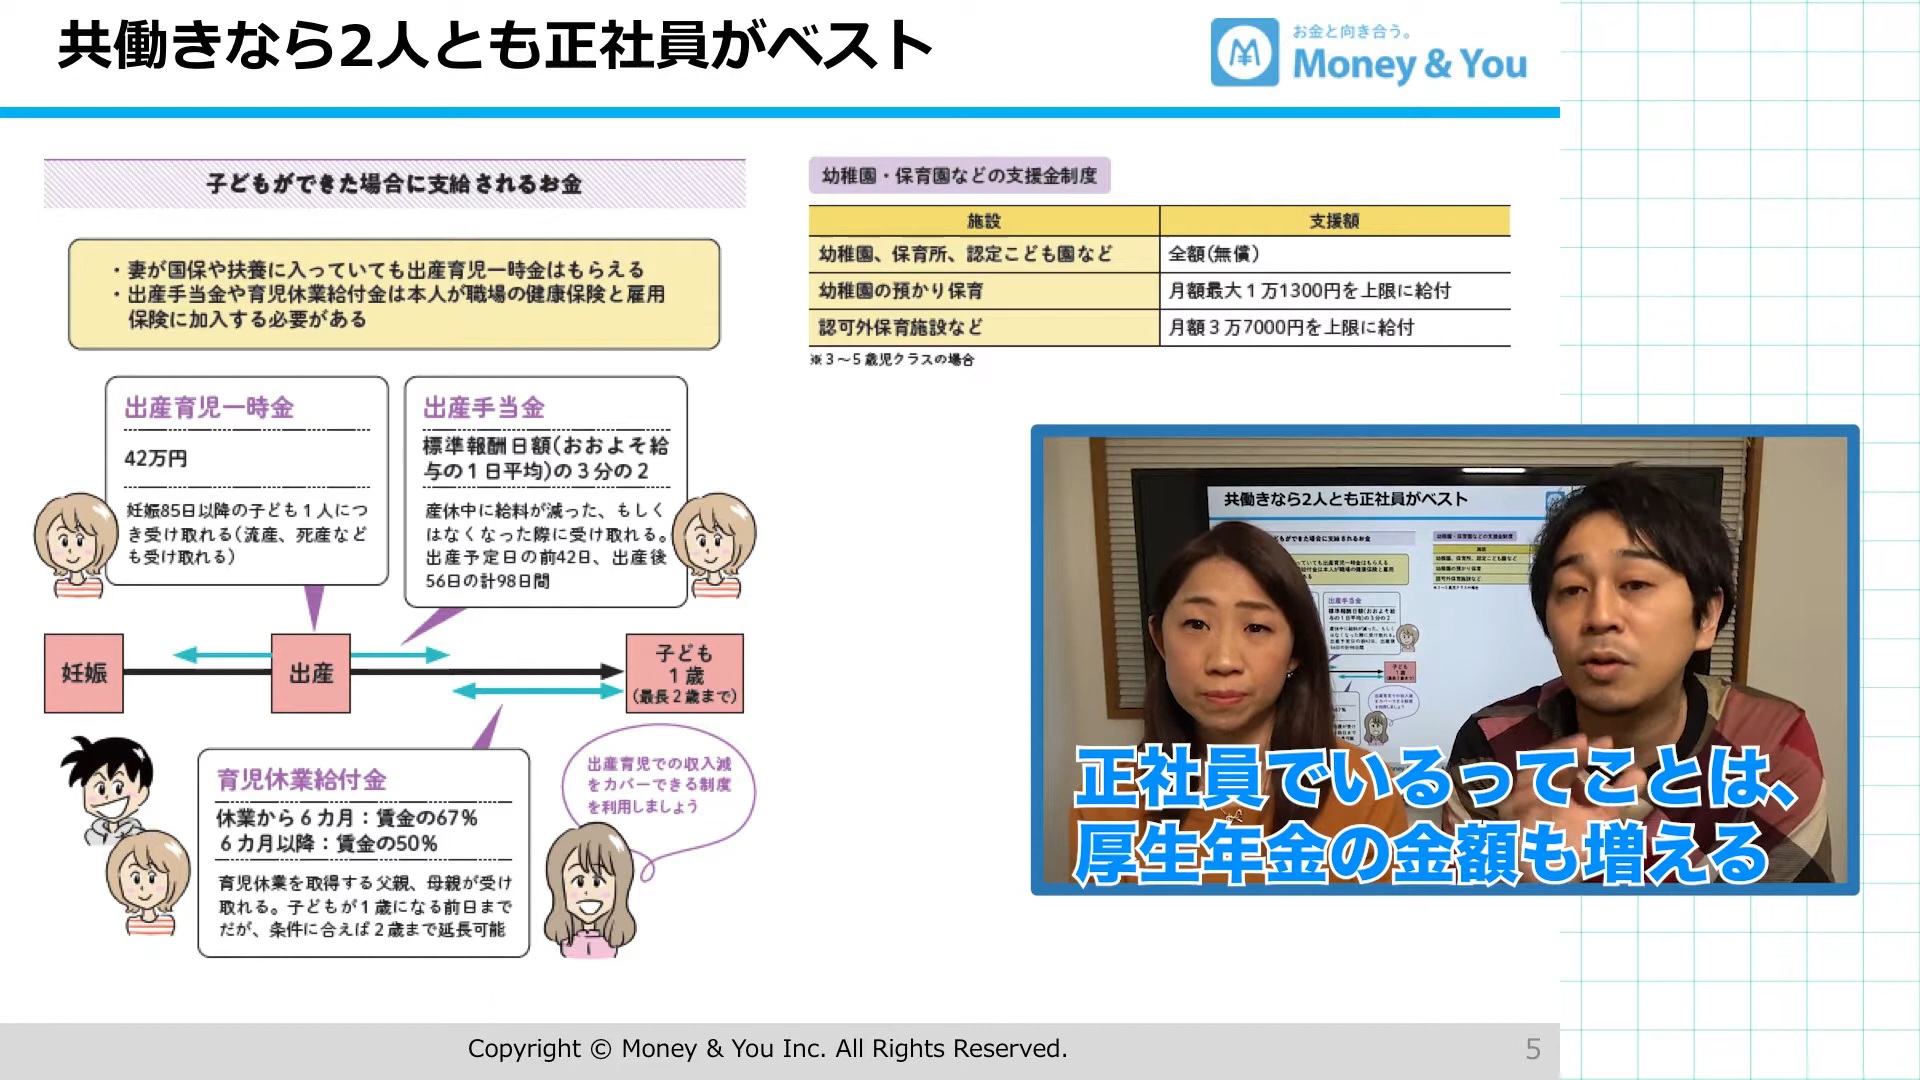 共働きなら2人とも正社員がベスト
お金と向き合う。
Money & You
子どもができた場合に支給されるお金
・妻が国保や扶養に入っていても出産育児一時金はもらえる
・出産手当金や育児休業給付金は本人が職場の健康保険と雇用
保険に加入する必要がある
出産育児一時金
42万円
妊娠85日以降の子ども1人につ
き受け取れる(流産、死産など
も受け取れる)
出産手当金
標準報酬日額(おおよそ給
与の1日平均)の3分の2
産休中に給料が減った、もしく
はなくなった際に受け取れる。
出産予定日の前42日、出産後
56日の計98日間
妊娠
出産
子ども
1歳
(最長2歳まで)
育児休業給付金
休業から6カ月：賃金の67%
6カ月以降：賃金の50%
育児休業を取得する父親、母親が受け
取れる。子どもが1歳になる前日まで
だが、条件に合えば2歳まで延長可能
出産育児での収入減
をカバーできる制度
を利用しましょう
幼稚園・保育園などの支援金制度
施設
支援額
幼稚園、保育所、認定こども園など
全額(無償)
幼稚園の預かり保育
月額最大1万1300円を上限に給付
認可外保育施設など
月額3万7000円を上限に給付
※3～5歳児クラスの場合
共働きなら2人とも正社員がベスト
正社員でいるってことは、
厚生年金の金額も増える
Copyright © Money & You Inc. All Rights Reserved.
5